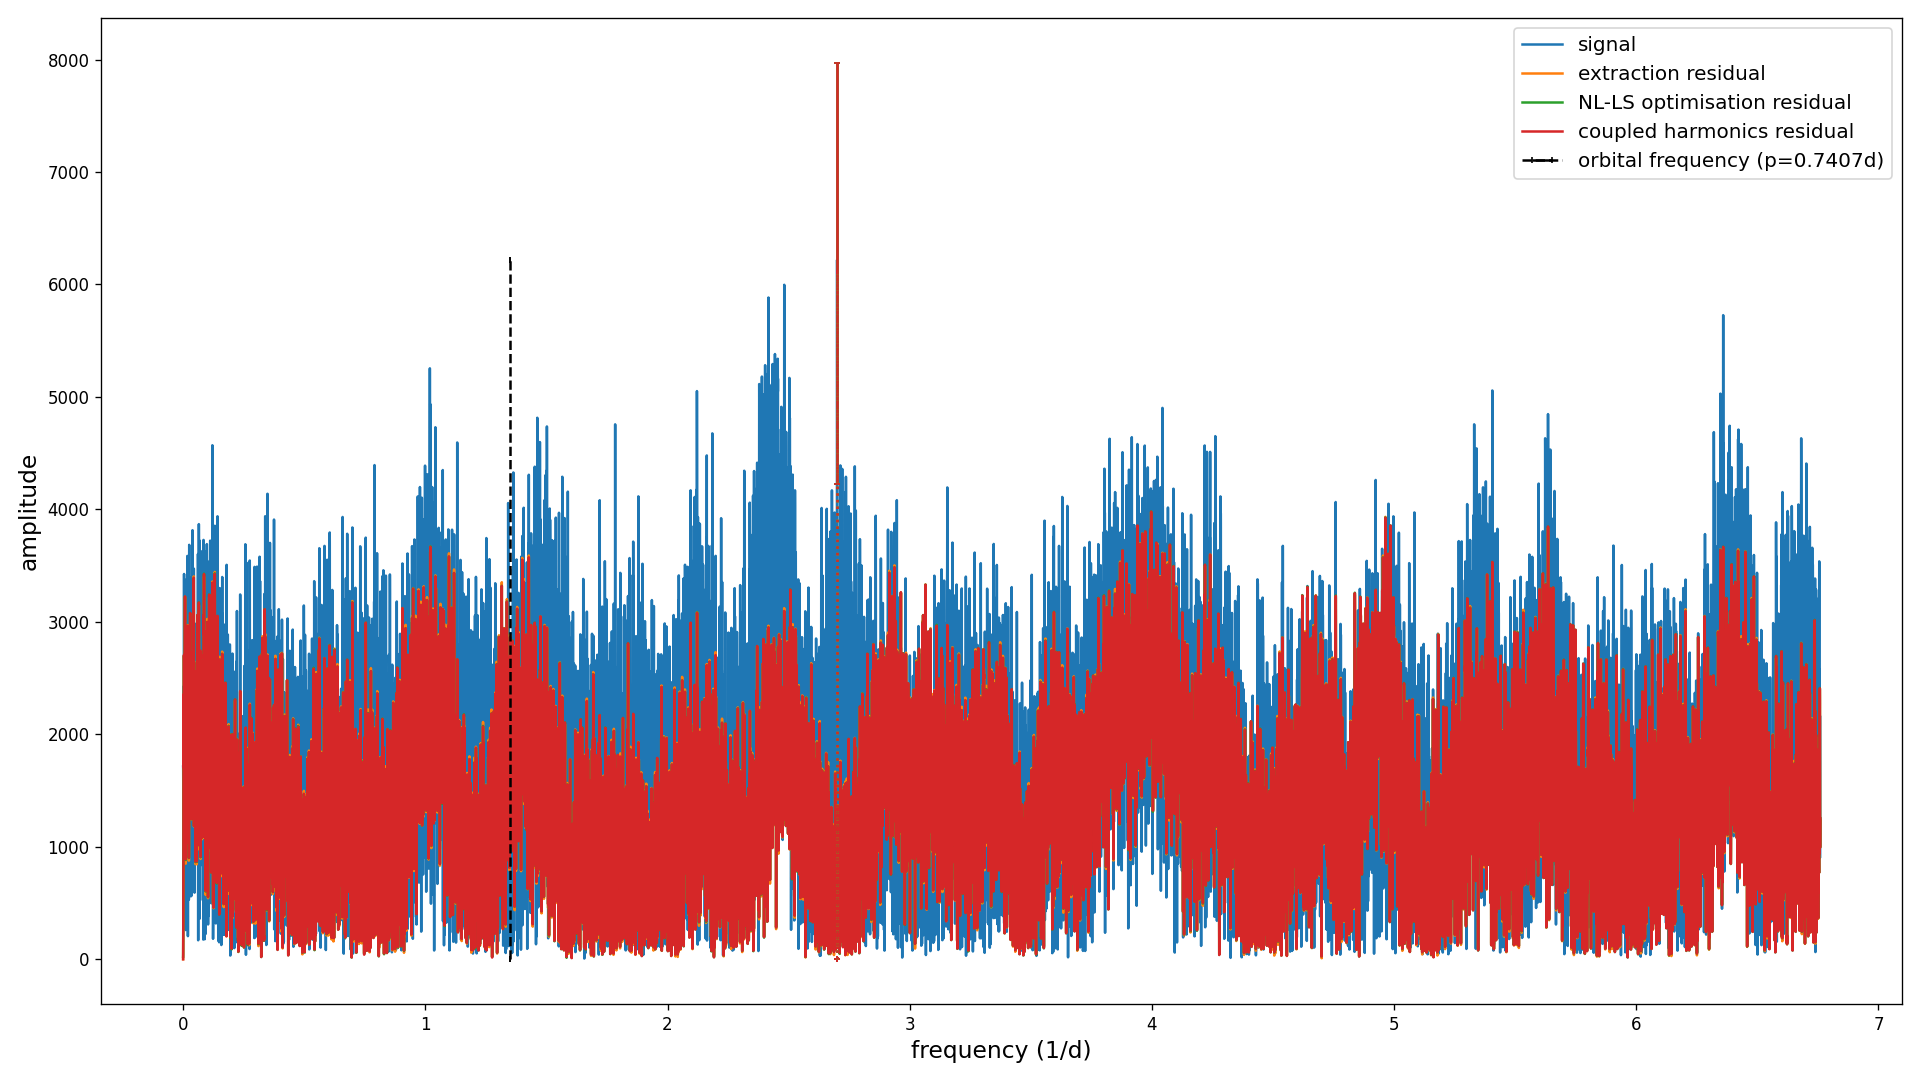 8000
7000
6000
5000
4000
3000
2000
1000
0
amplitude
signal
extraction residual
NL-LS optimisation residual
coupled harmonics residual
orbital frequency (p=0.7407d)
0 1 2 3 4 5 6 7
frequency (1/d)